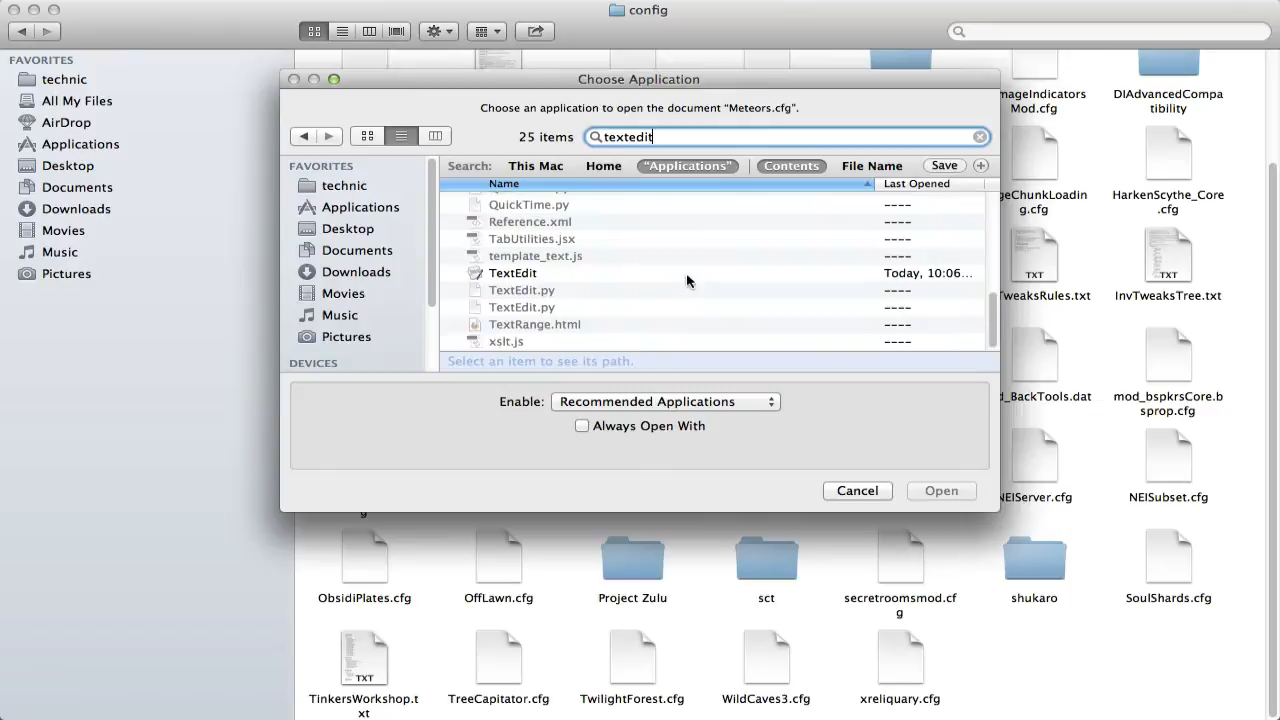 config
FAVORITES
technic
All My Files
AirDrop
Applications
Desktop
Documents
Downloads
Movies
Music
Pictures
Choose Application
Choose an application to open the document “Meteors.cfg”.
25 items
textedit
FAVORITES
technic
Applications
Desktop
Documents
Downloads
Movies
Music
Pictures
DEVICES
Search: This Mac Home “Applications” Contents File Name Save
Name Last Opened
QuickTime.py ----
Reference.xml ----
TabUtilities.jsx ----
template_text.js ----
TextEdit Today, 10:06...
TextEdit.py ----
TextEdit.py ----
TextRange.html ----
xslt.js ----
Select an item to see its path.
Enable: Recommended Applications
Always Open With
Cancel Open
mageIndicators
Mod.cfg
DIAdvancedCompa
tibility
geChunkLoadin
g.cfg
HarkenScythe_Core
.cfg
TXT
TXT
TweaksRules.txt
InvTweaksTree.txt
d_BackTools.dat
mod_bspkrsCore.b
sprop.cfg
NEIServer.cfg
NEISubset.cfg
g
ObsidiPlates.cfg
OffLawn.cfg
Project Zulu
sct
secretroomsmod.cf
g
shukaro
SoulShards.cfg
TXT
TinkersWorkshop.t
xt
TreeCapitator.cfg
TwilightForest.cfg
WildCaves3.cfg
xreliquary.cfg